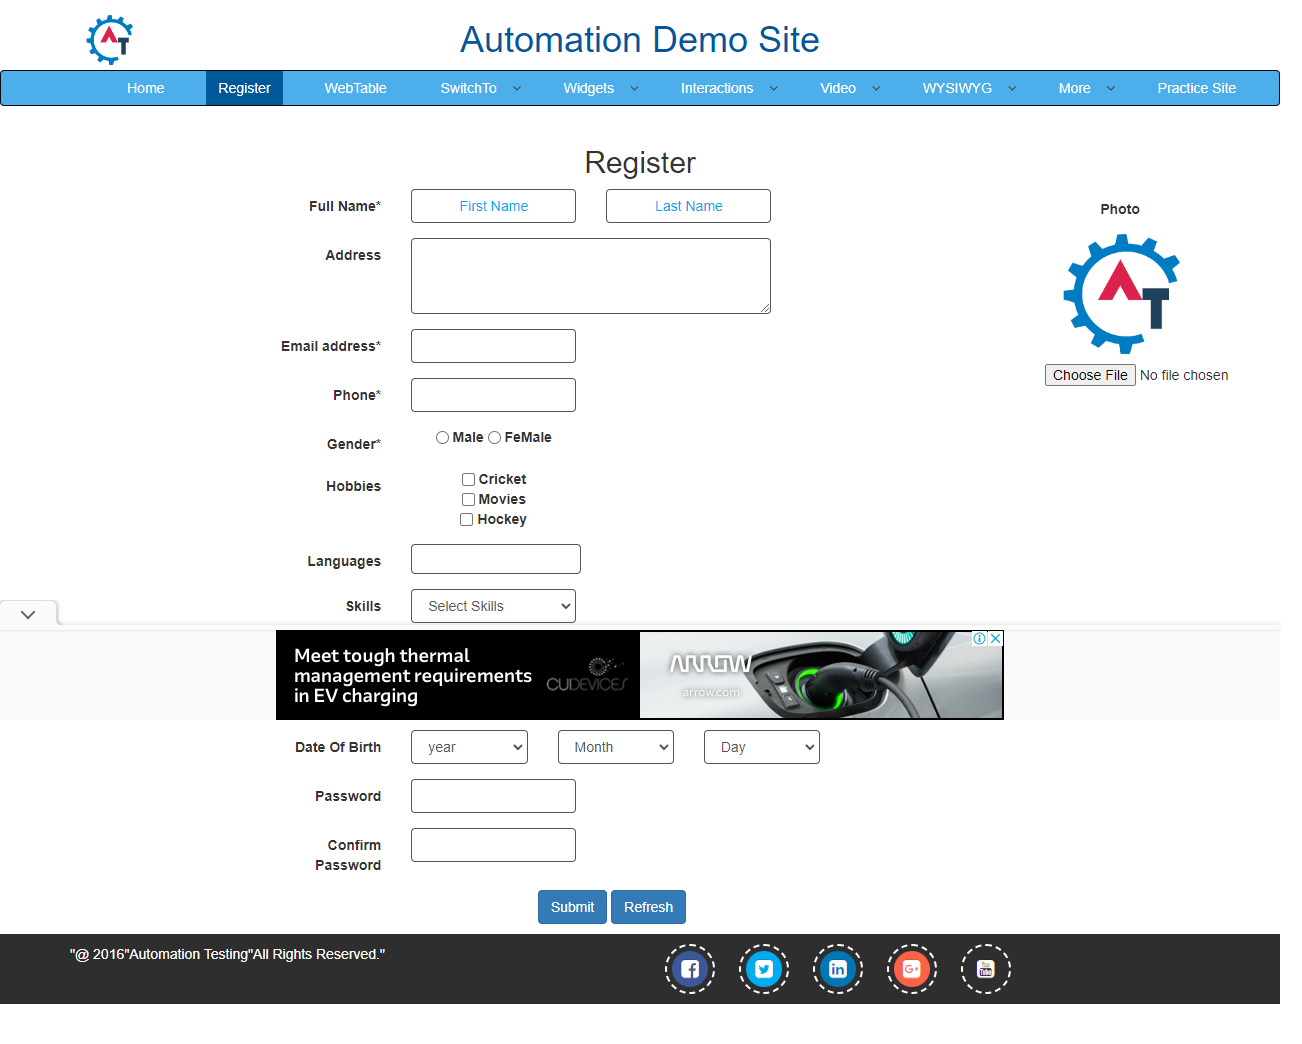 Automation Demo Site
Home Register WebTable SwitchTo Widgets Interactions Video WYSIWYG More Practice Site
Register
Full Name* First Name Last Name
Photo
Address
Email address*
Choose File No file chosen
Phone*
Gender* Male FeMale
Hobbies Cricket
Movies
Hockey
Languages
Skills Select Skills
Meet tough thermal
management requirements
in EV charging
CUIDEVICES
ARROW
arrow.com
Date Of Birth year Month Day
Password
Confirm
Password
Submit Refresh
"@ 2016"Automation Testing"All Rights Reserved."
You
Tube